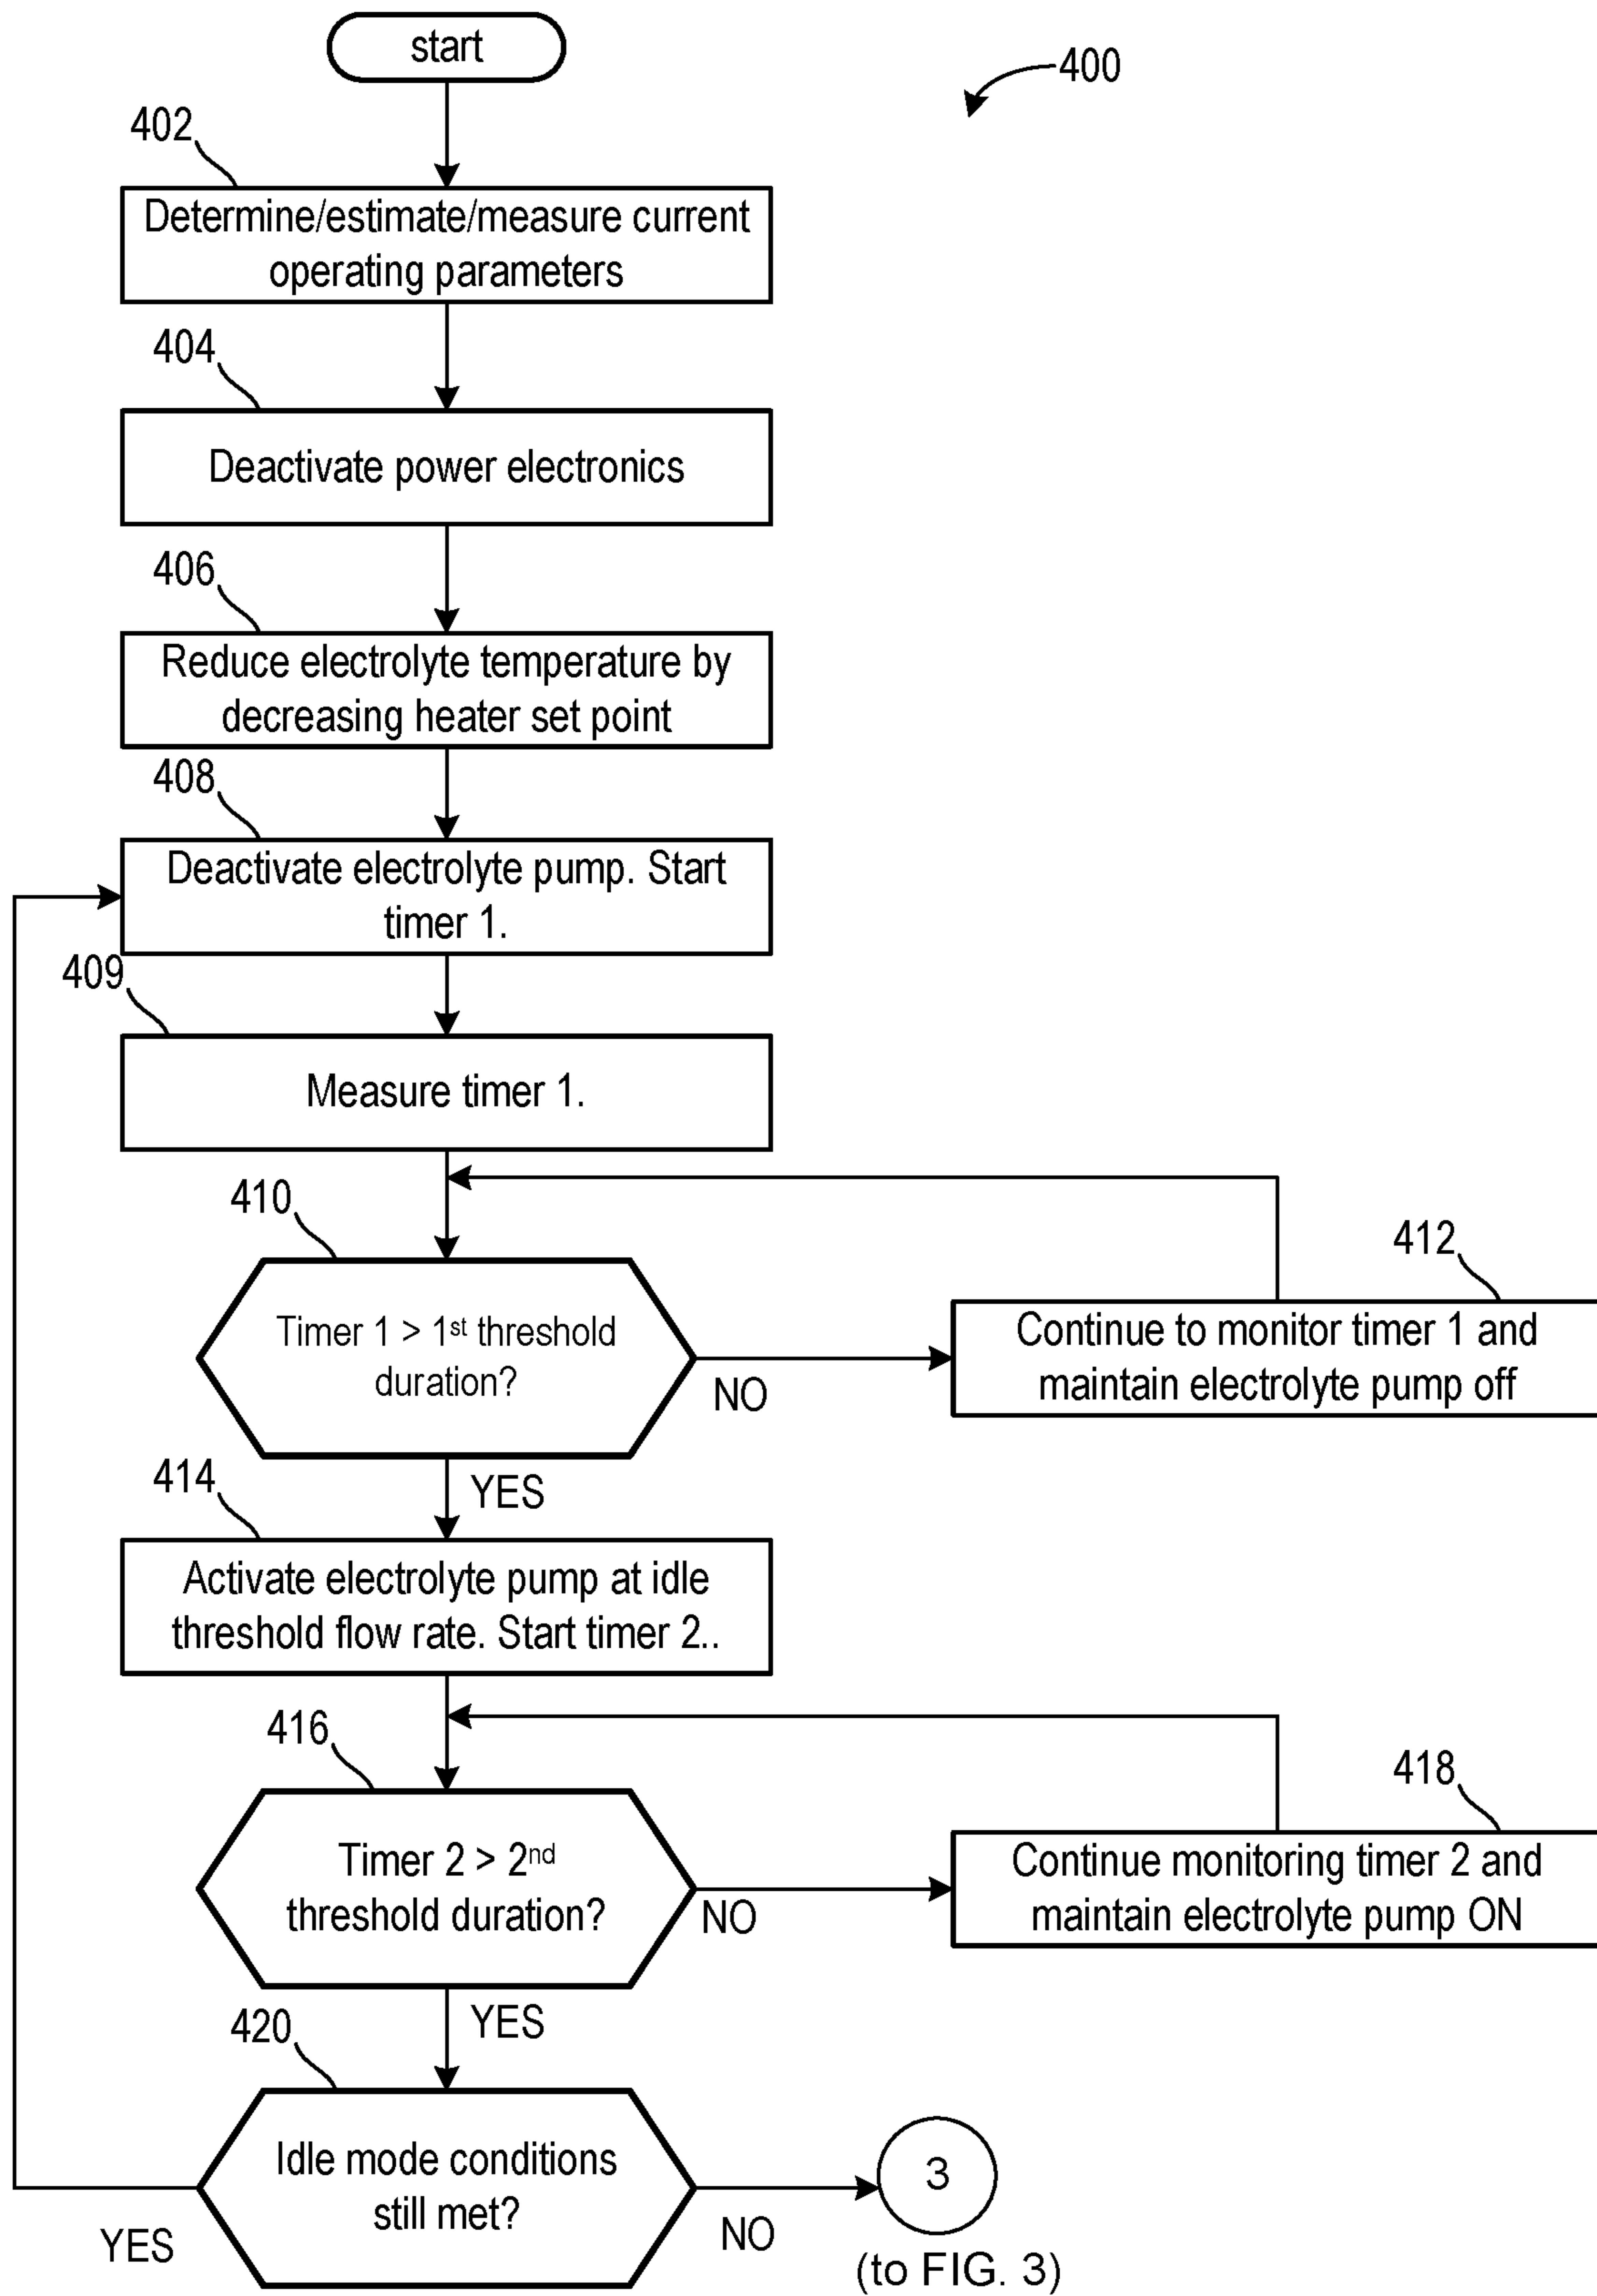 start
400
402
Determine/estimate/measure current
operating parameters
404
Deactivate power electronics
406
Reduce electrolyte temperature by
decreasing heater set point
408
Deactivate electrolyte pump. Start
timer 1.
409
Measure timer 1.
410
Timer 1 > 1st threshold
duration?
NO
412
Continue to monitor timer 1 and
maintain electrolyte pump off
YES
414
Activate electrolyte pump at idle
threshold flow rate. Start timer 2..
416
Timer 2 > 2nd
threshold duration?
NO
418
Continue monitoring timer 2 and
maintain electrolyte pump ON
YES
420
Idle mode conditions
still met?
YES
NO
3
(to FIG. 3)